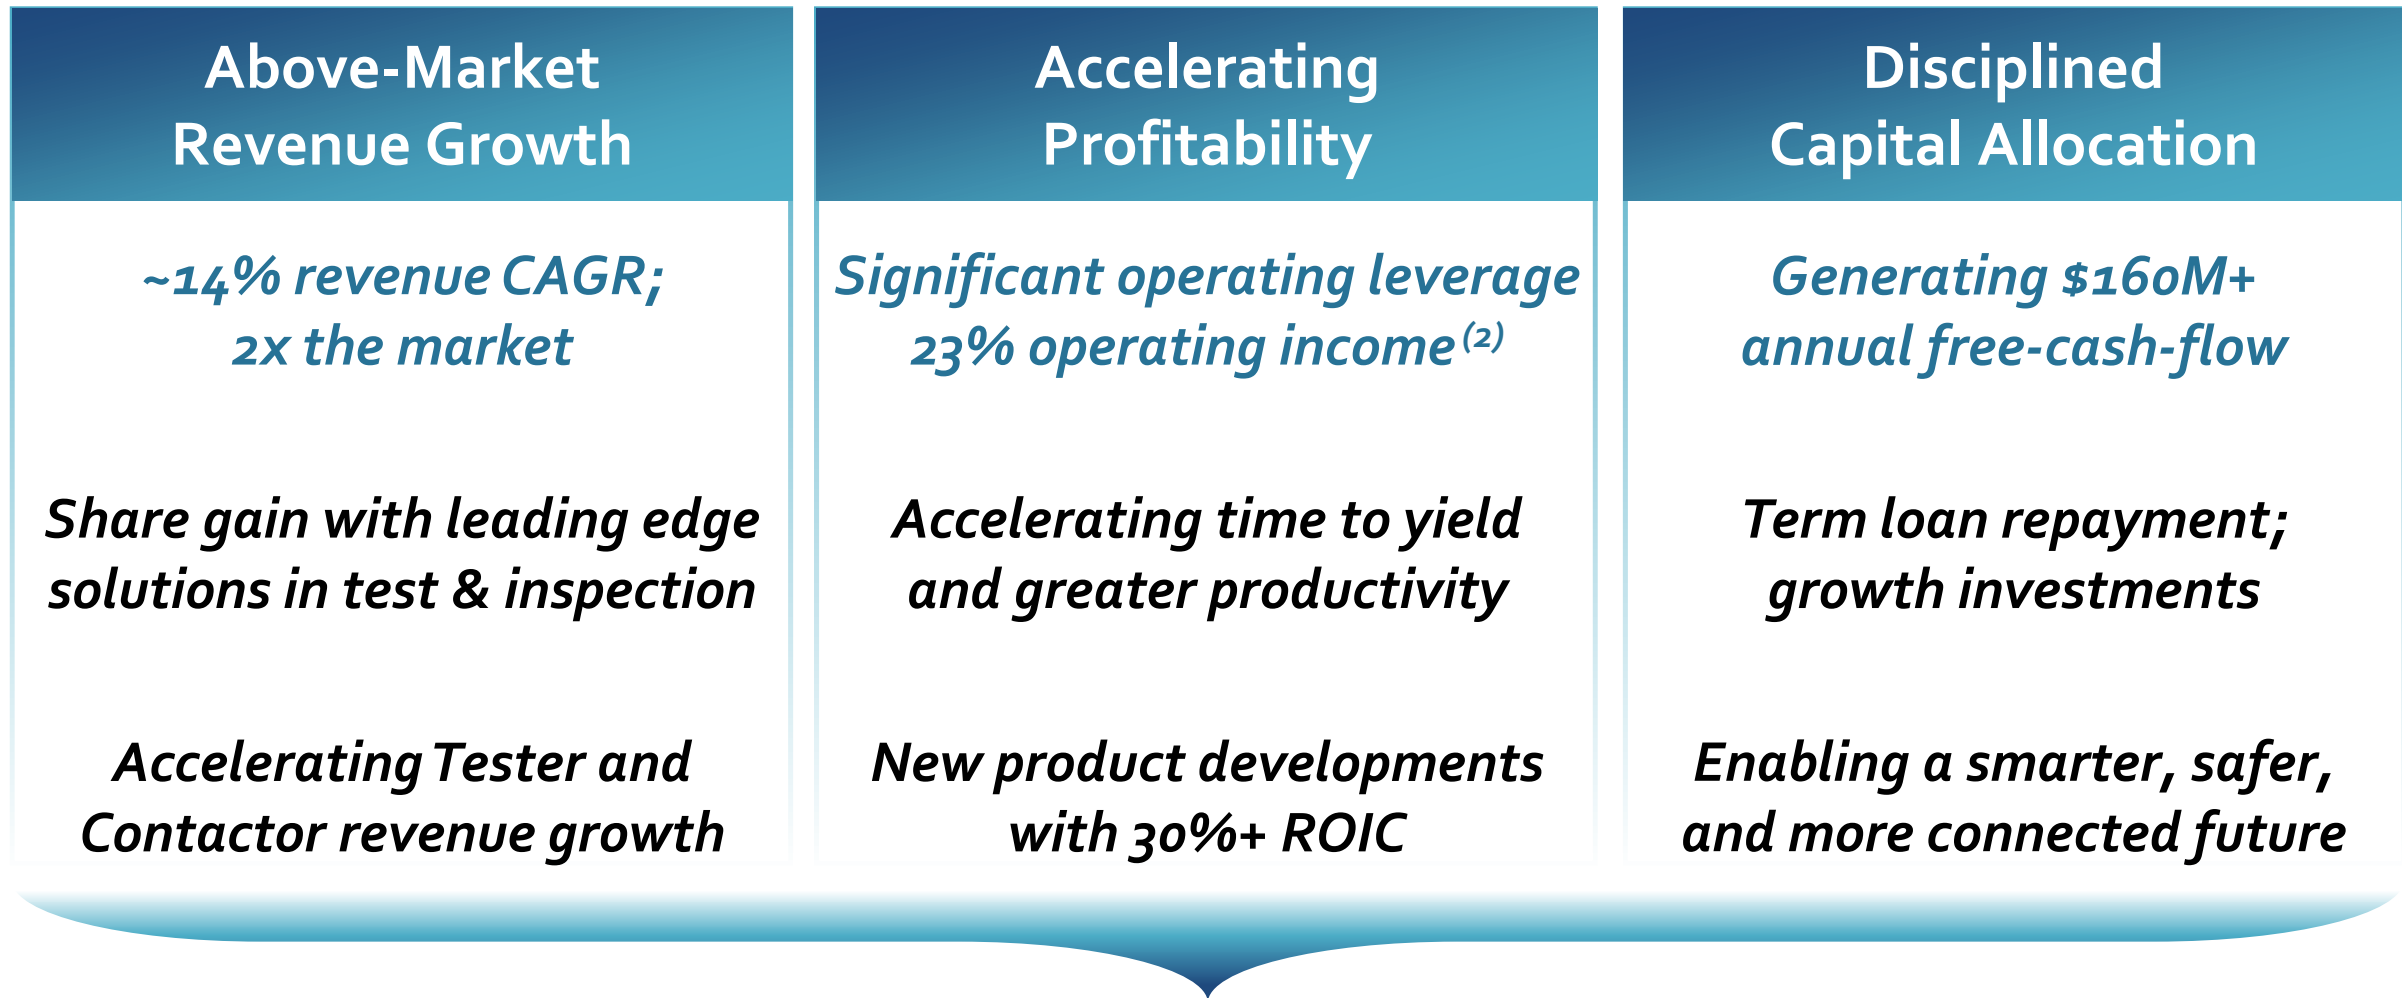 Above-Market
Revenue Growth
~14% revenue CAGR;
2x the market
Share gain with leading edge
solutions in test & inspection
Accelerating Tester and
Contactor revenue growth
Accelerating
Profitability
Significant operating leverage
23% operating income (2)
Accelerating time to yield
and greater productivity
New product developments
with 30%+ ROIC
Disciplined
Capital Allocation
Generating $160M+
annual free-cash-flow
Term loan repayment;
growth investments
Enabling a smarter, safer,
and more connected future